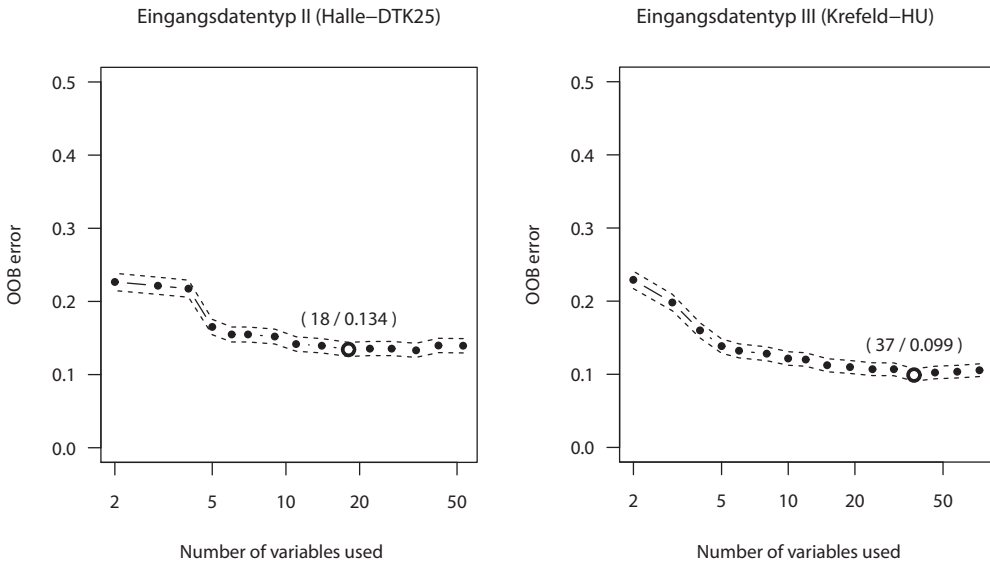 Eingangsdatentyp II (Halle−DTK25)
0.5
0.4
0.3
0.2
0.1
0.0
OOB error
( 18 / 0.134 )
2 5 10 20 50
Number of variables used
Eingangsdatentyp III (Krefeld−HU)
0.5
0.4
0.3
0.2
0.1
0.0
OOB error
( 37 / 0.099 )
2 5 10 20 50
Number of variables used